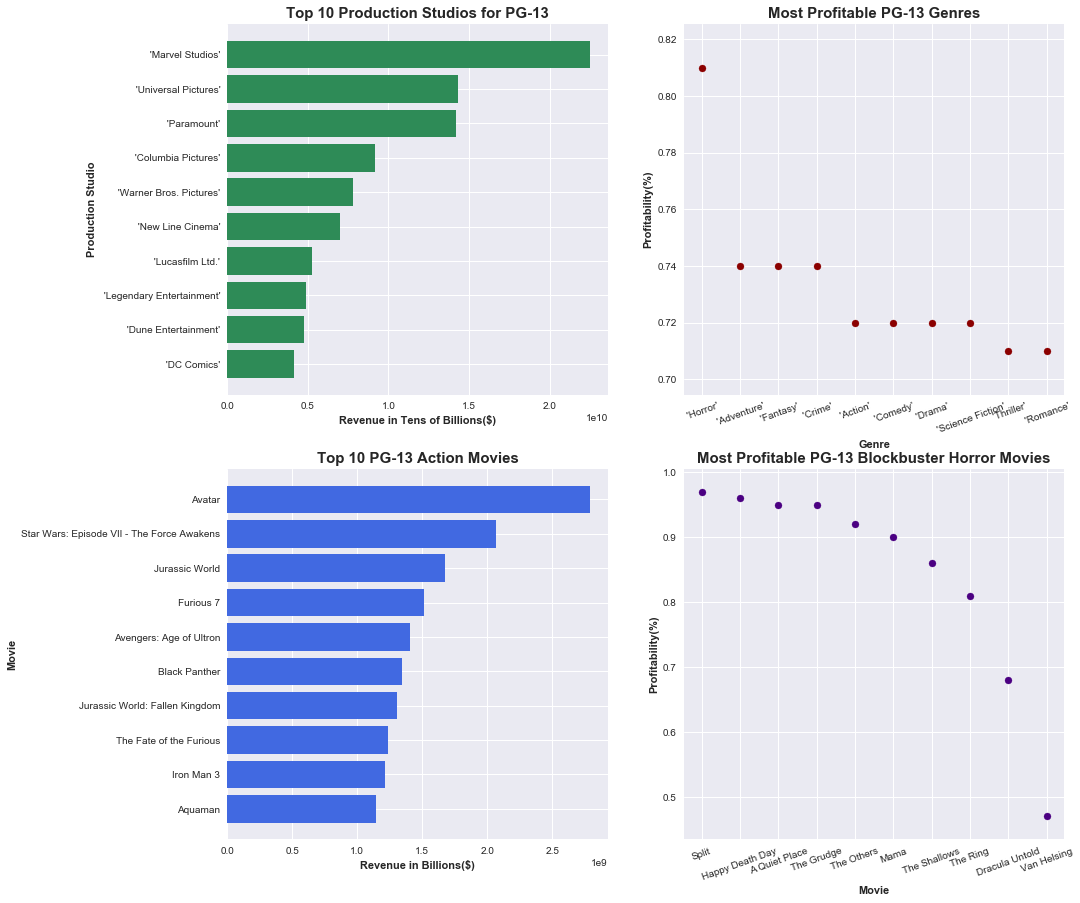 Top 10 Production Studios for PG-13
Production Studio
'Marvel Studios'
'Universal Pictures'
'Paramount'
'Columbia Pictures'
'Warner Bros. Pictures'
'New Line Cinema'
'Lucasfilm Ltd.'
'Legendary Entertainment'
'Dune Entertainment'
'DC Comics'
0.0 0.5 1.0 1.5 2.0
1e10
Revenue in Tens of Billions($)
Most Profitable PG-13 Genres
Profitability(%)
0.82
0.80
0.78
0.76
0.74
0.72
0.70
'Horror' 'Adventure' 'Fantasy' 'Crime' 'Action' 'Comedy' 'Drama' 'Science Fiction' 'Thriller' 'Romance'
Genre
Top 10 PG-13 Action Movies
Movie
Avatar
Star Wars: Episode VII - The Force Awakens
Jurassic World
Furious 7
Avengers: Age of Ultron
Black Panther
Jurassic World: Fallen Kingdom
The Fate of the Furious
Iron Man 3
Aquaman
0.0 0.5 1.0 1.5 2.0 2.5
1e9
Revenue in Billions($)
Most Profitable PG-13 Blockbuster Horror Movies
Profitability(%)
1.0
0.9
0.8
0.7
0.6
0.5
Split Happy Death Day A Quiet Place The Grudge The Others Mama The Shallows The Ring Dracula Untold Van Helsing
Movie